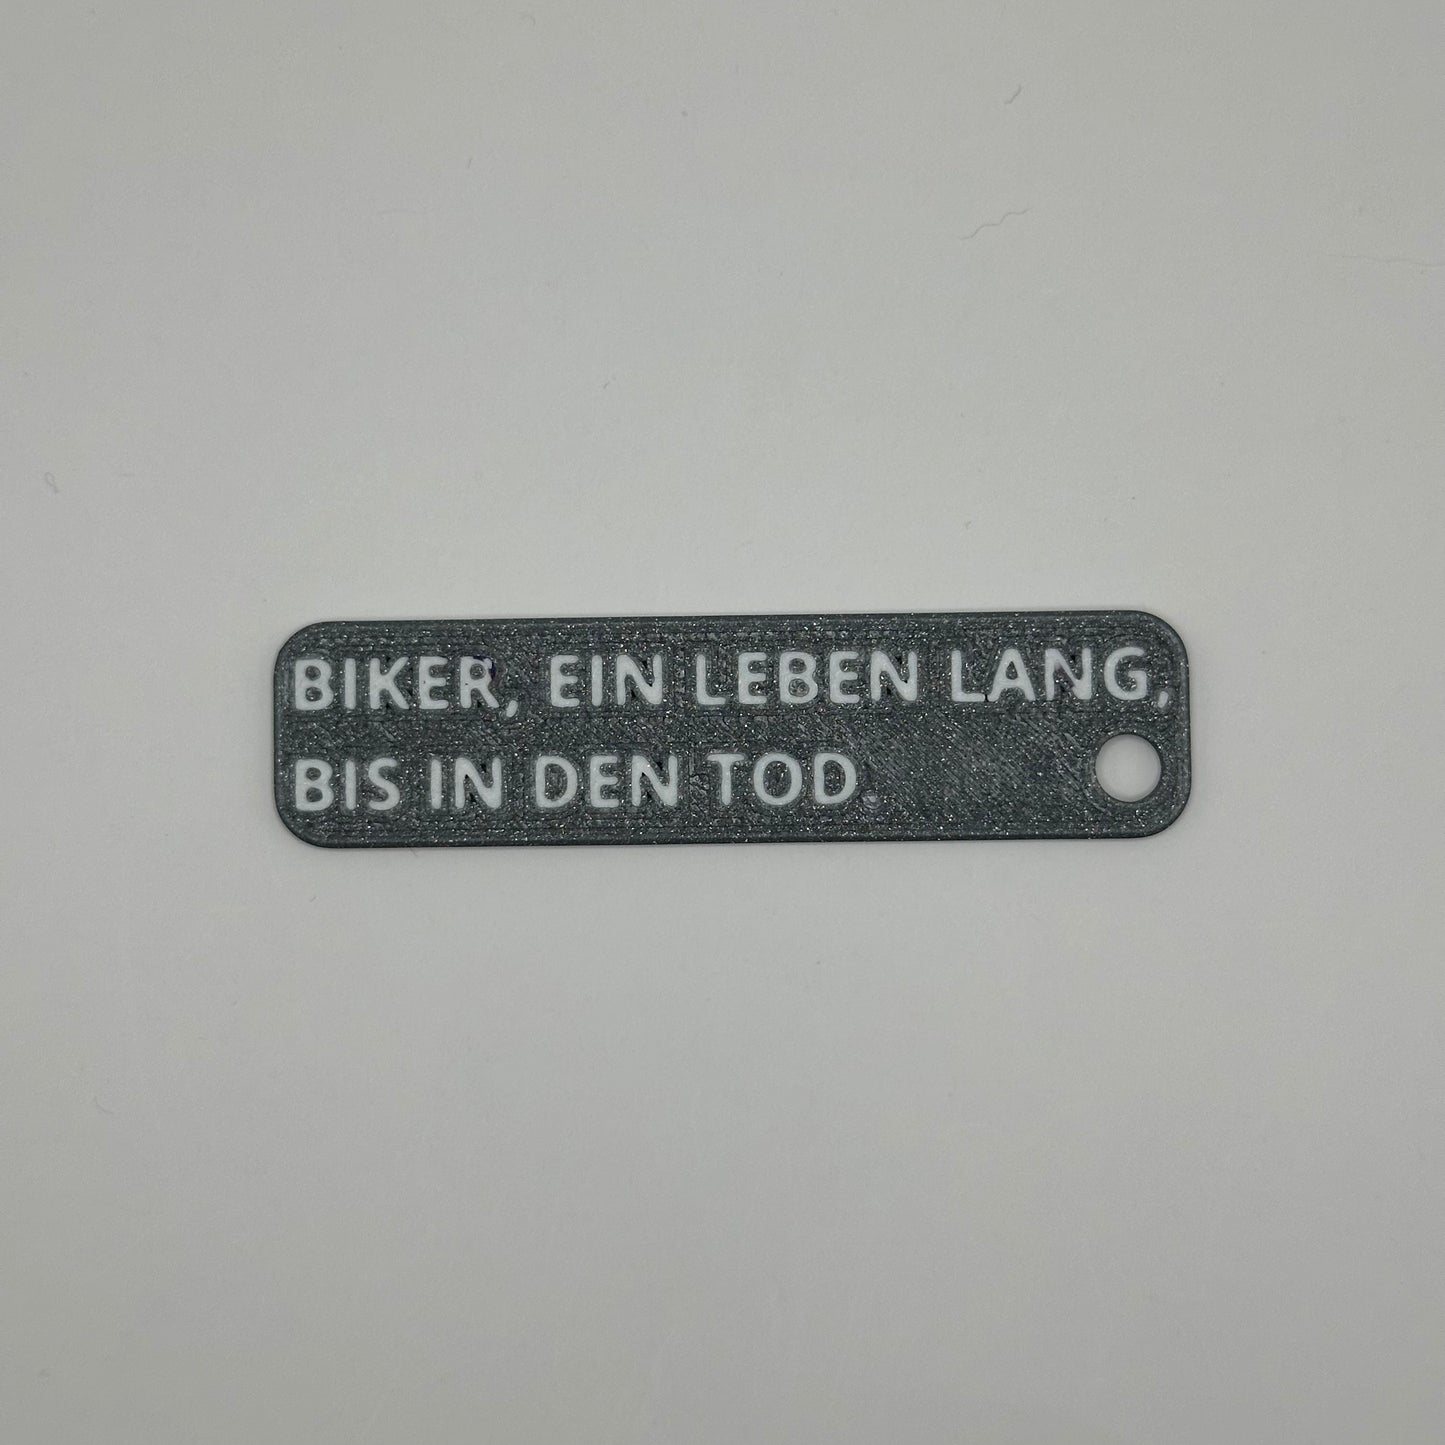 BIKER, EIN LEBEN LANG,
BIS IN DEN TOD.